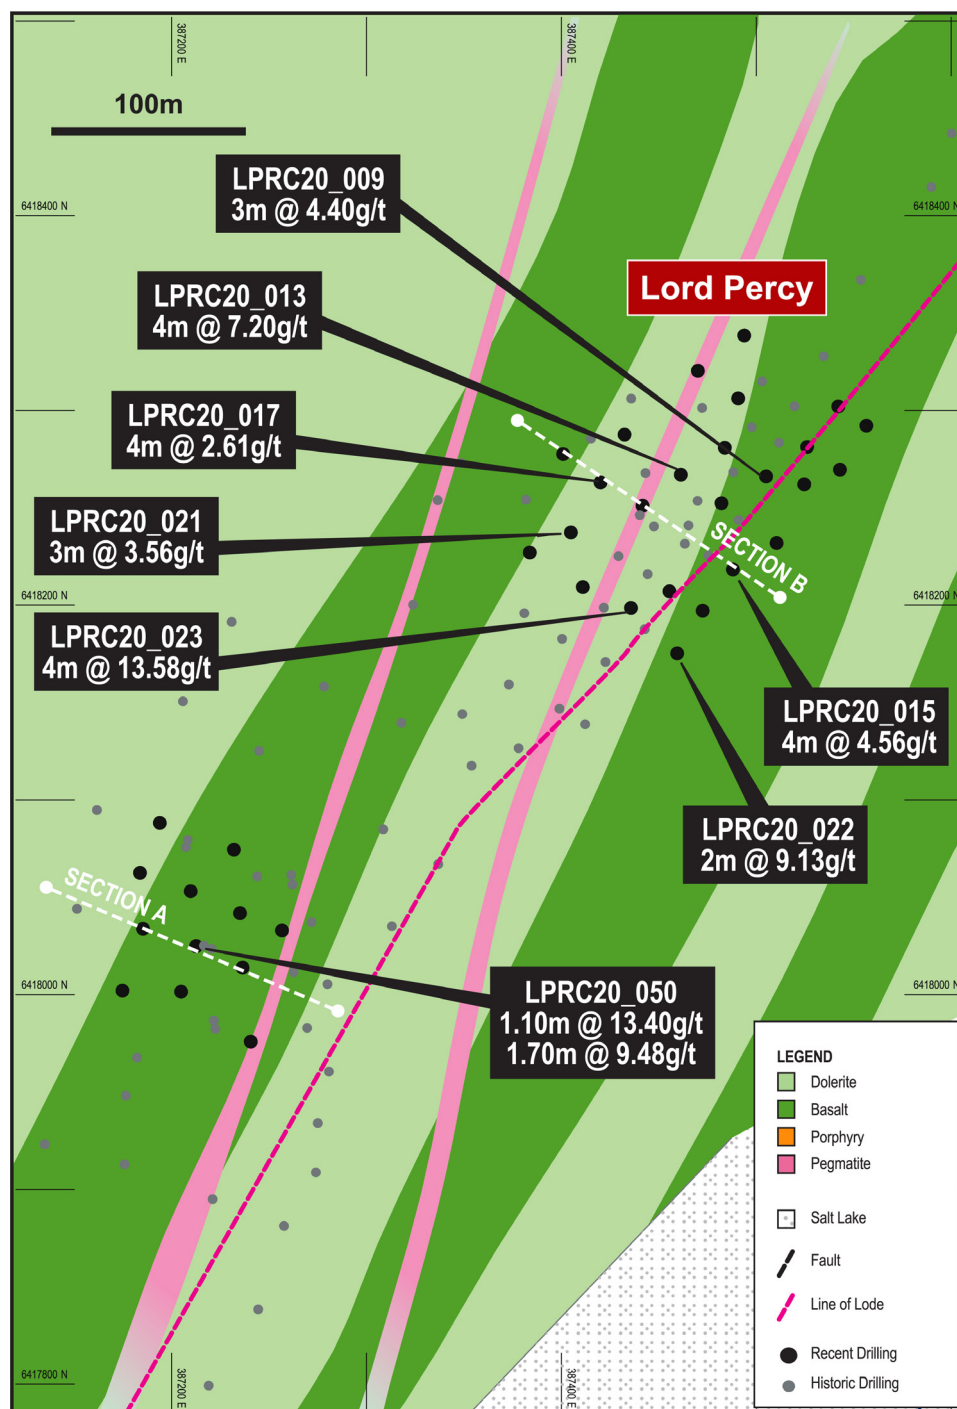 387200 E
387400 E
100m
LPRC20_009
3m @ 4.40g/t
6418400 N
6418400 N
Lord Percy
LPRC20_013
4m @ 7.20g/t
LPRC20_017
4m @ 2.61g/t
LPRC20_021
3m @ 3.56g/t
SECTION B
6418200 N
6418200 N
LPRC20_023
4m @ 13.58g/t
LPRC20_015
4m @ 4.56g/t
LPRC20_022
2m @ 9.13g/t
SECTION A
6418000 N
6418000 N
LPRC20_050
1.10m @ 13.40g/t
1.70m @ 9.48g/t
LEGEND
Dolerite
Basalt
Porphyry
Pegmatite
Salt Lake
Fault
Line of Lode
Recent Drilling
Historic Drilling
6417800 N
387200 E
387400 E